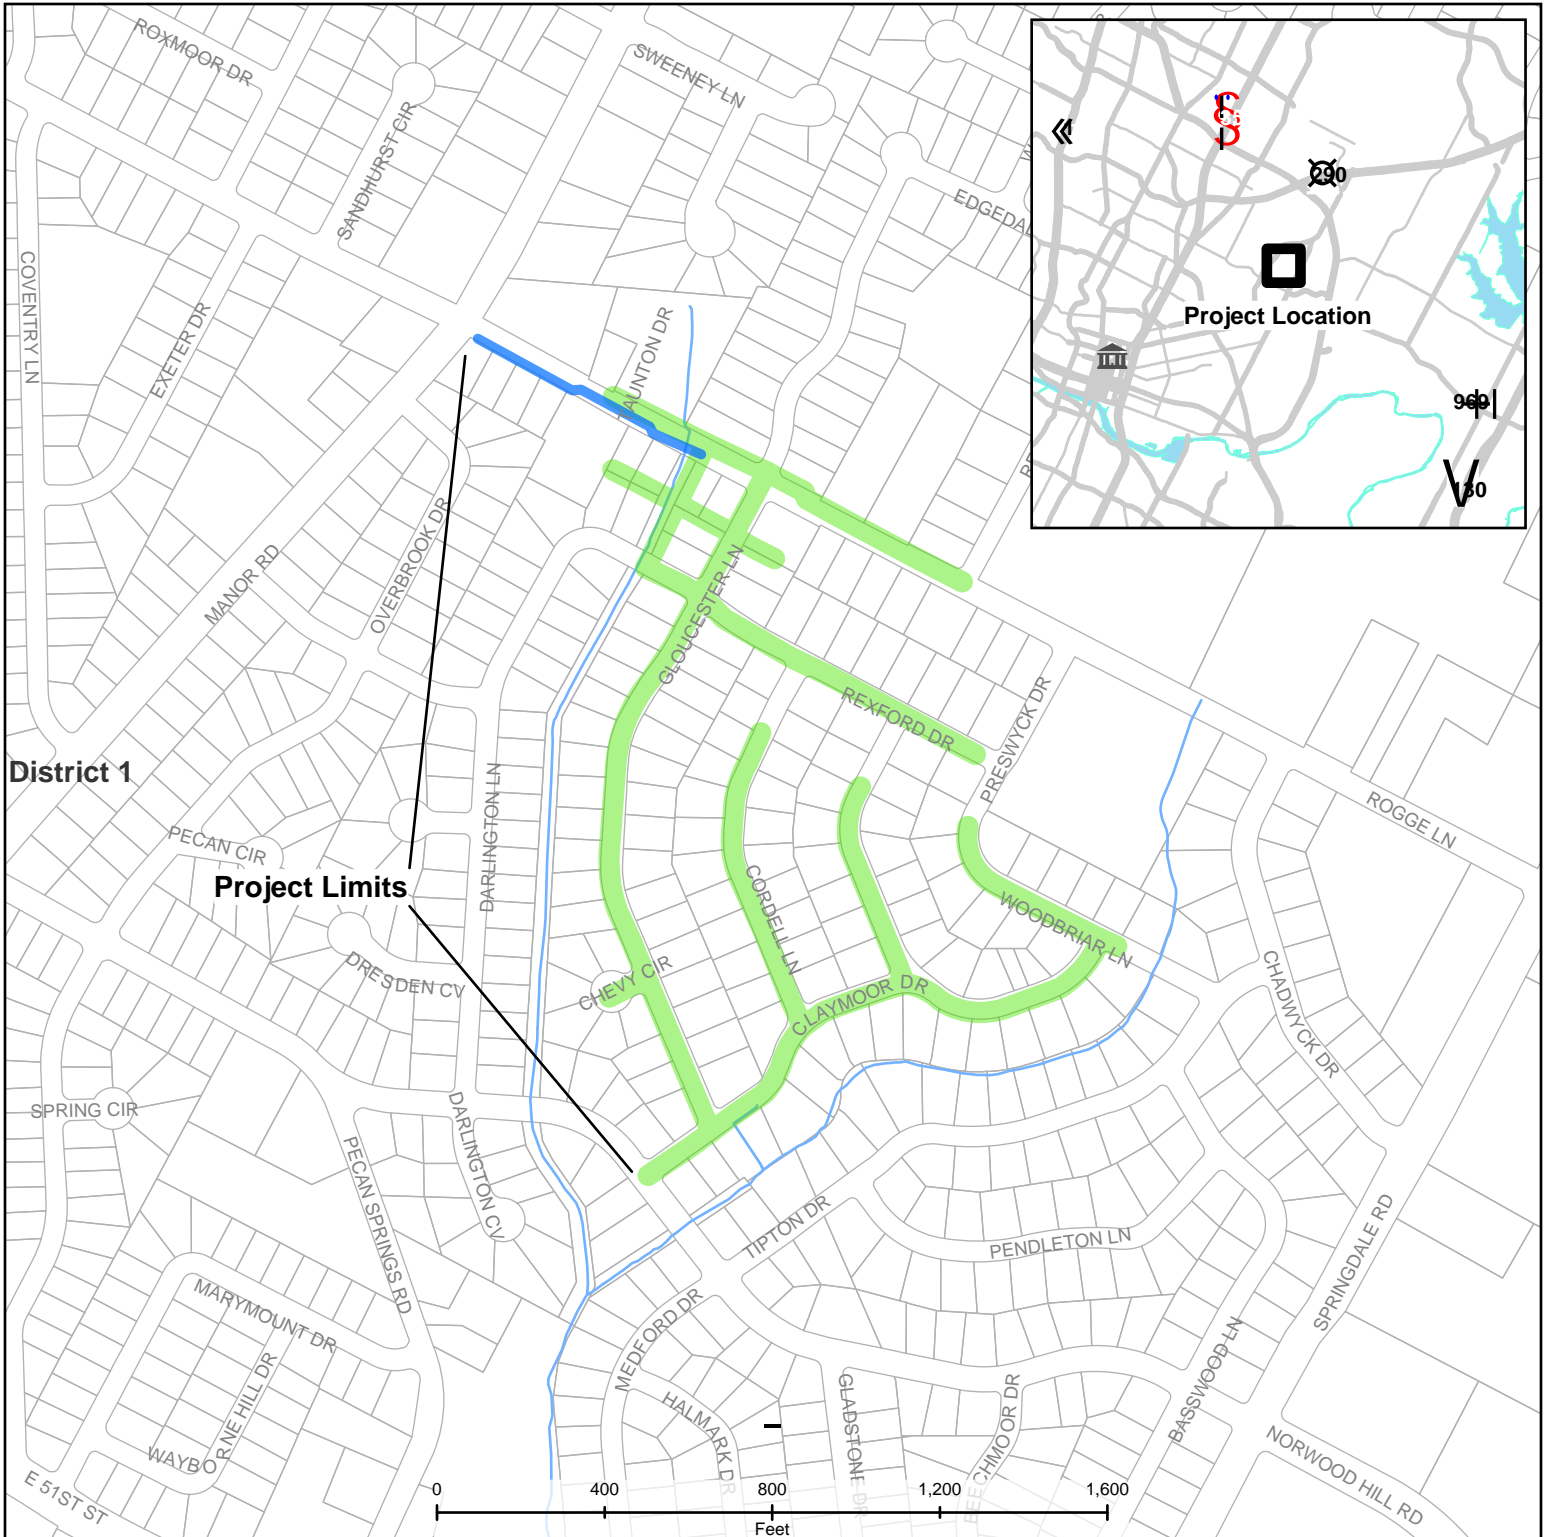 ROXMOOR DR
SWEENEY LN
SANDHURST CIR
290
EDGEDAL
COVENTRY LN
Project Location
EXETER DR
TAUNTON DR
969
130
MANOR RD
OVERBROOK DR
GLOUCESTER LN
REXFORD DR
PRESWYCK DR
District 1
ROGGE LN
PECAN CIR
DARLINGTON LN
Project Limits
CORDELL LN
WOODBRIAR LN
DRESDEN CV
CHEVY CIR
CLAYMOOR DR
CHADWYCK DR
SPRING CIR
DARLINGTON CV
PECAN SPRINGS RD
TIPTON DR
PENDLETON LN
SPRINGDALE RD
MARYMOUNT DR
MEDFORD DR
WAYBORNE HILL DR
HALMARK DR
GLADSTONE DR
BEECHMOOR DR
BASSWOOD LN
NORWOOD HILL RD
E 51ST ST
0 400 800 1,200 1,600
Feet